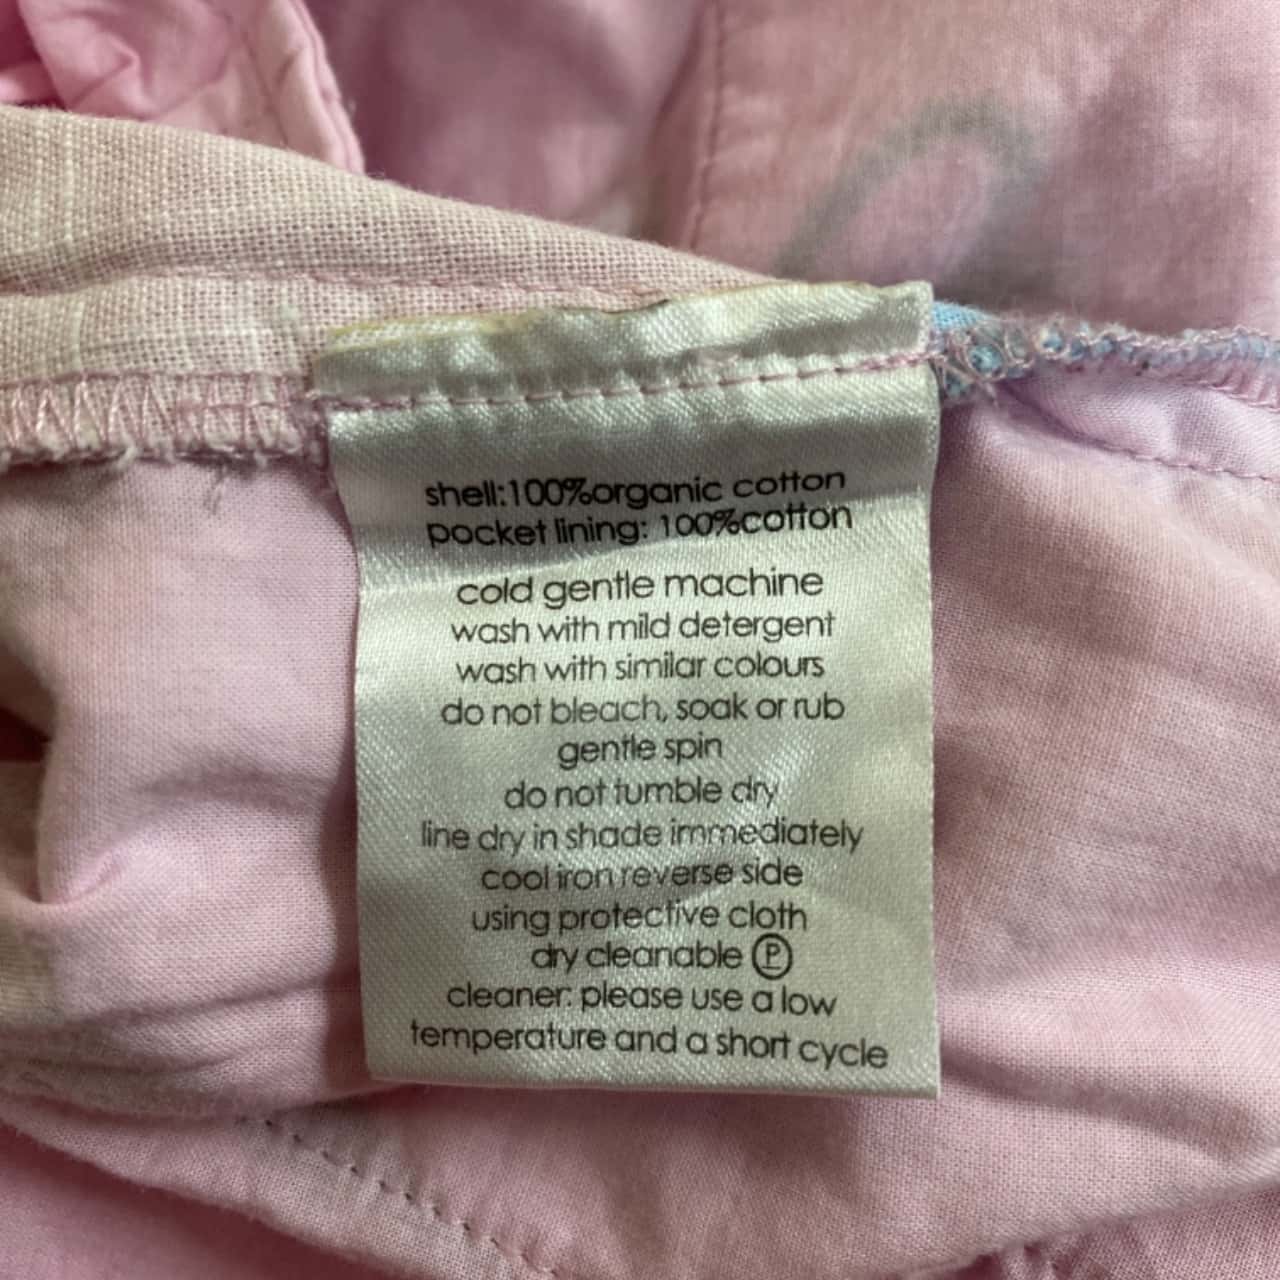 shell:100%organic cotton
pocket lining: 100%cotton
cold gentle machine
wash with mild detergent
wash with similar colours
do not bleach, soak or rub
gentle spin
do not tumble dry
line dry in shade immediately
cool iron reverse side
using protective cloth
dry cleanable Ⓟ
cleaner: please use a low
temperature and a short cycle